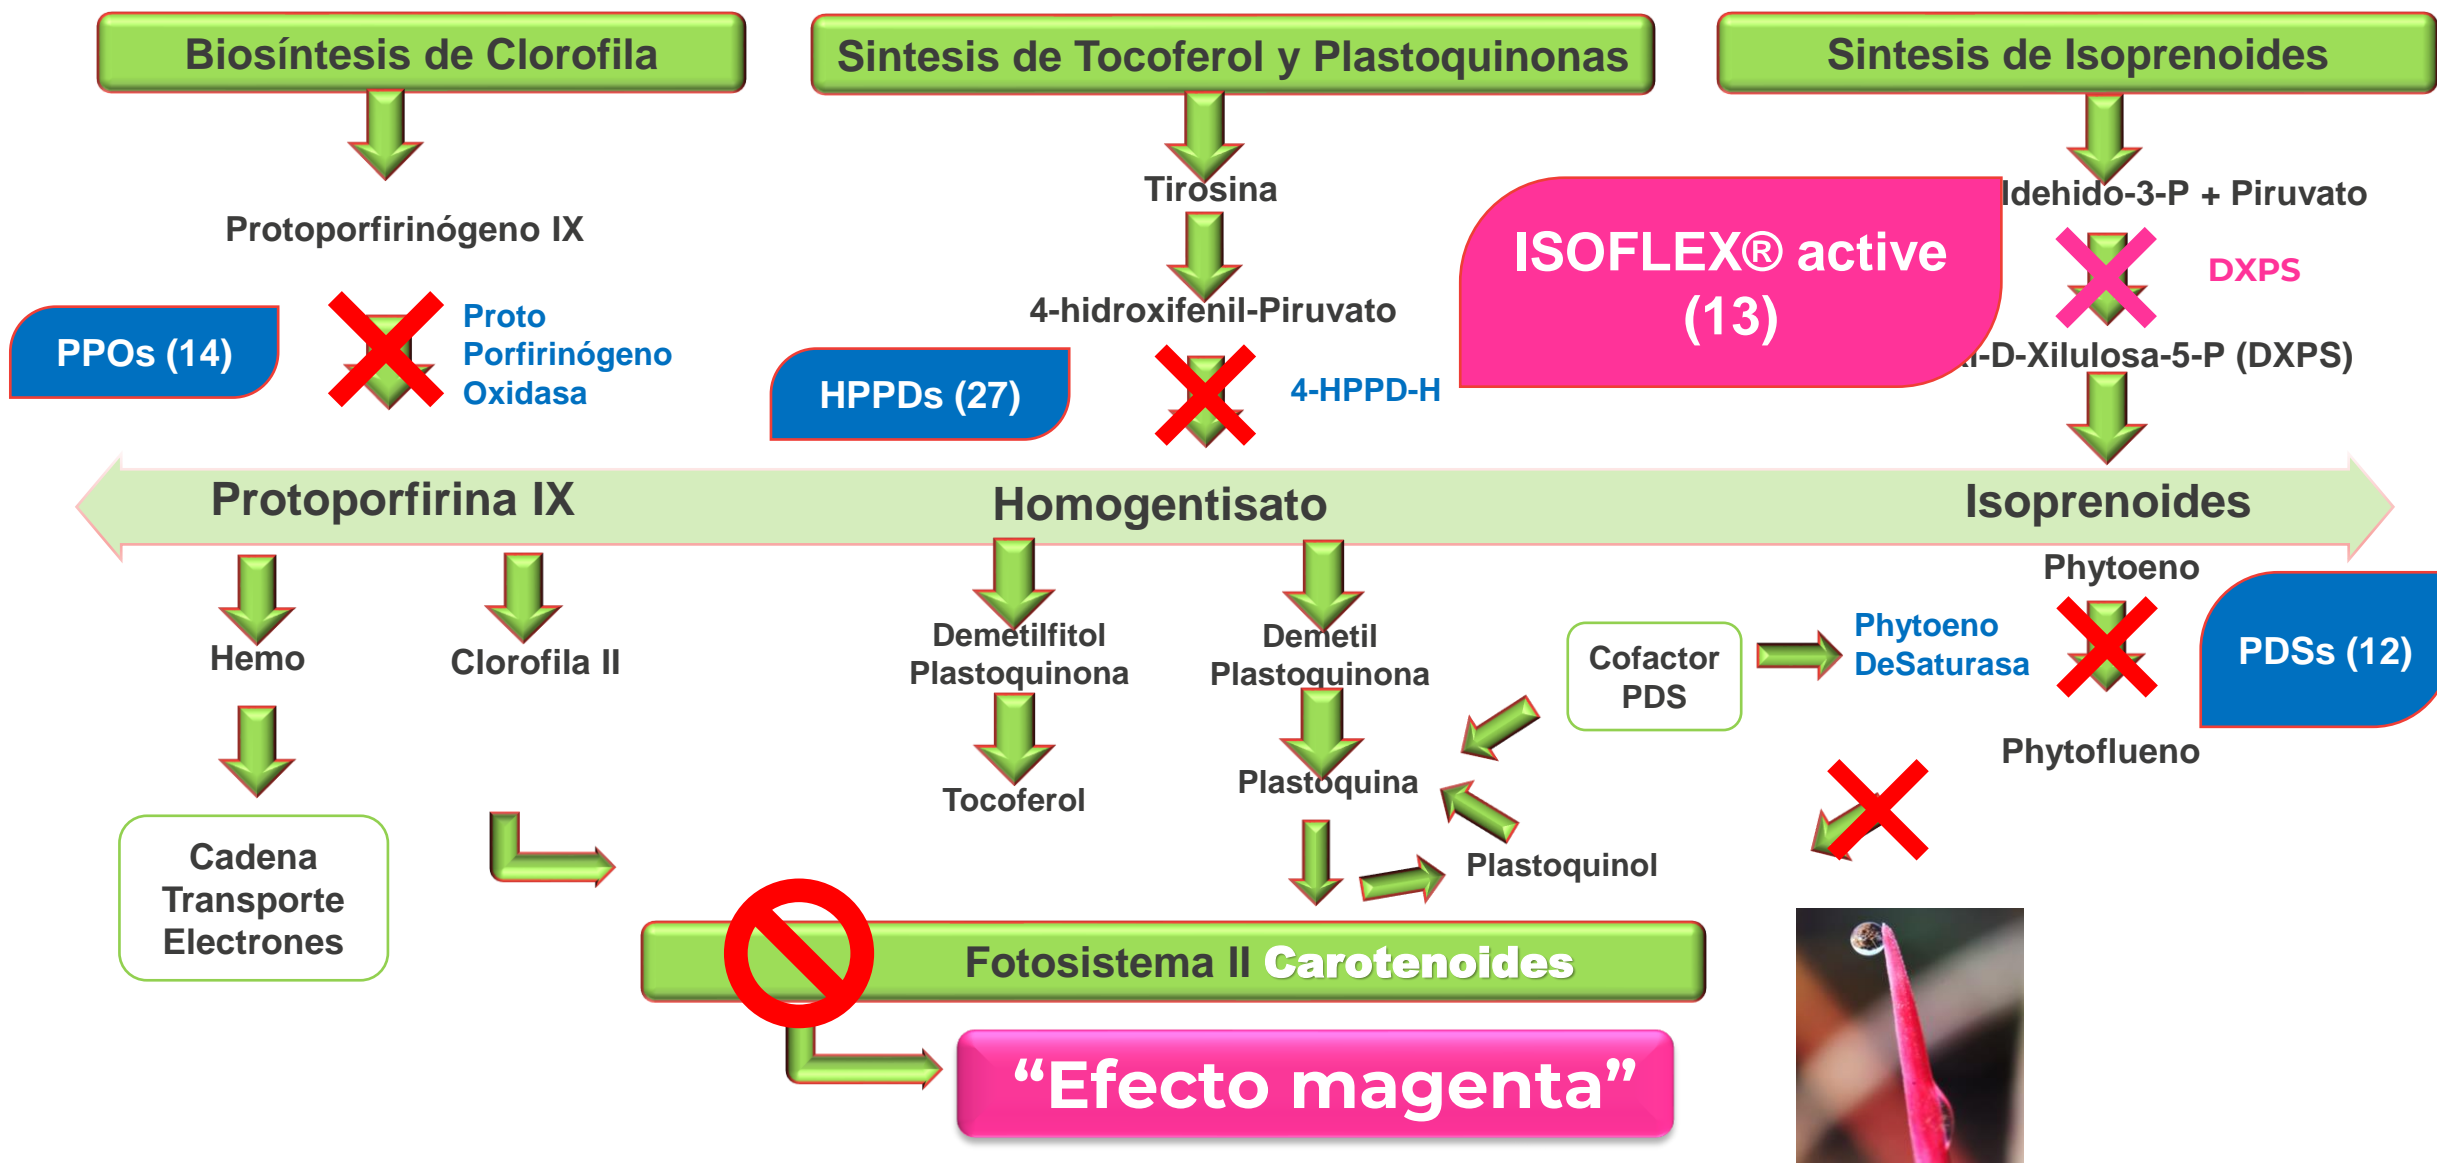 Biosíntesis de Clorofila
Sintesis de Tocoferol y Plastoquinonas
Sintesis de Isoprenoides
Protoporfirinógeno IX
PPOs (14)
Proto
Porfirinógeno
Oxidasa
Tirosina
4-hidroxifenil-Piruvato
HPPDs (27)
4-HPPD-H
ISOFLEX® active
(13)
ldehido-3-P + Piruvato
DXPS
i-D-Xilulosa-5-P (DXPS)
Protoporfirina IX
Homogentisato
Isoprenoides
Hemo
Clorofila II
Cadena
Transporte
Electrones
Demetilfitol
Plastoquinona
Tocoferol
Demetil
Plastoquinona
Plastoquina
Plastoquinol
Cofactor
PDS
Phytoeno
DeSaturasa
Phytoeno
PDSs (12)
Phytoflueno
Fotosistema II Carotenoides
“Efecto magenta”